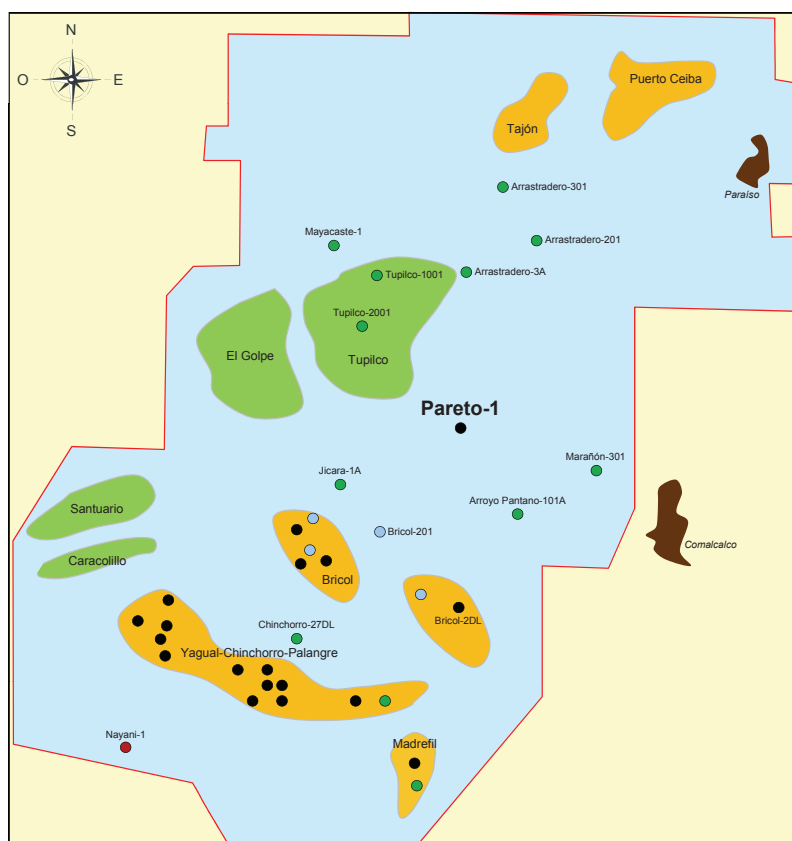 N
O
E
S
Puerto Ceiba
Tajón
Paraíso
Arrastradero-301
Mayacaste-1
Arrastradero-201
Tupilco-1001
Arrastradero-3A
Tupilco-2001
El Golpe
Tupilco
Pareto-1
Marañón-301
Jicara-1A
Arroyo Pantano-101A
Santuario
Bricol-201
Comalcalco
Caracolillo
Bricol
Chinchorro-27DL
Bricol-2DL
Yagual-Chinchorro-Palangre
Nayani-1
Madrefil